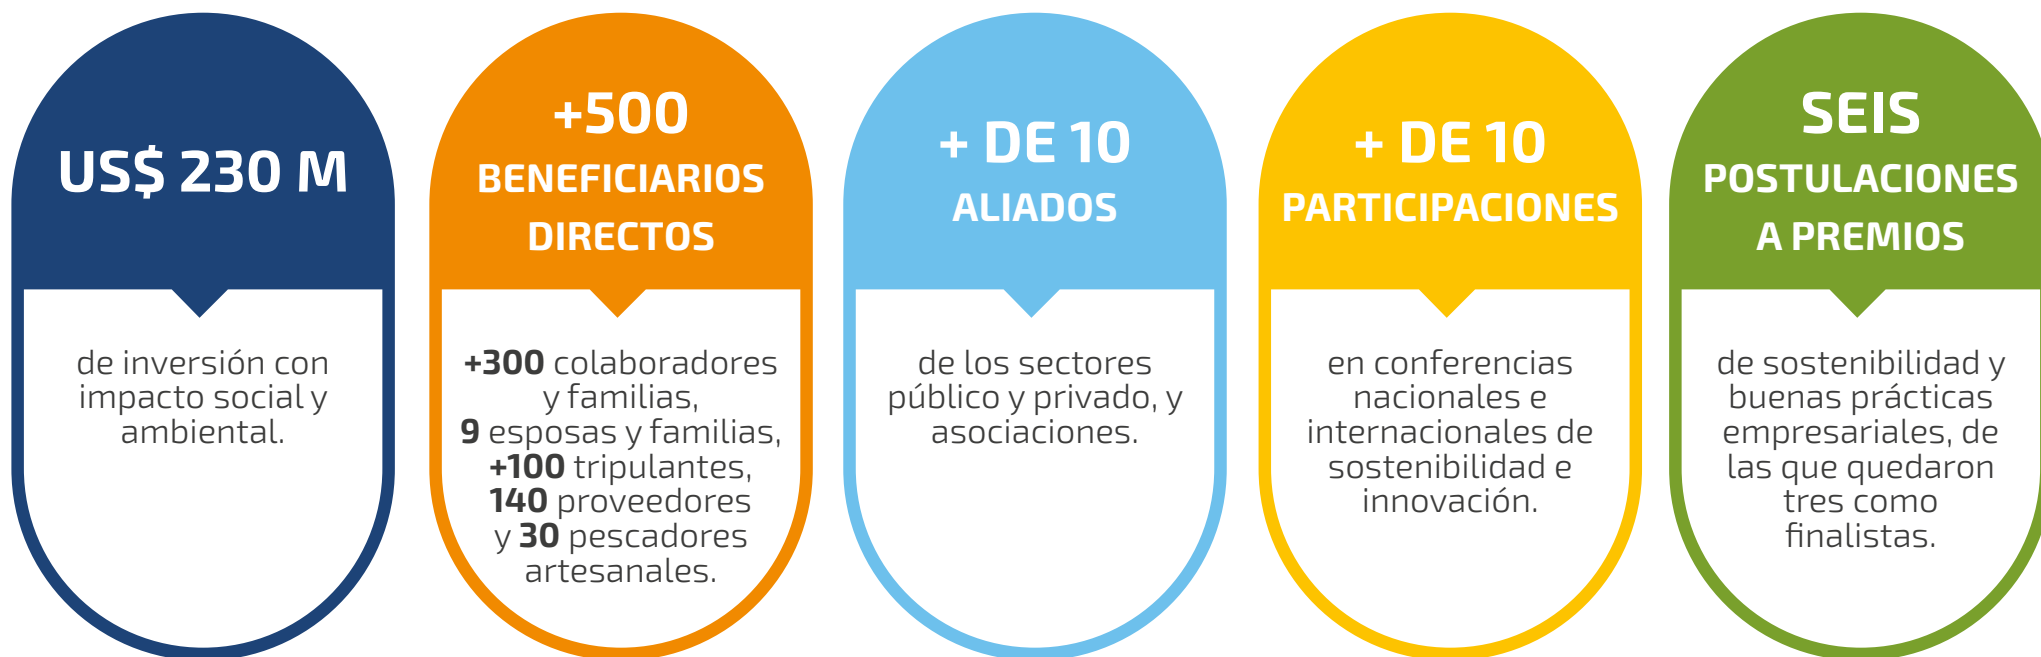 US$ 230 M
de inversión con
impacto social y
ambiental.
+500
BENEFICIARIOS
DIRECTOS
+300 colaboradores
y familias,
9 esposas y familias,
+100 tripulantes,
140 proveedores
y 30 pescadores
artesanales.
+ DE 10
ALIADOS
de los sectores
público y privado, y
asociaciones.
+ DE 10
PARTICIPACIONES
en conferencias
nacionales e
internacionales de
sostenibilidad e
innovación.
SEIS
POSTULACIONES
A PREMIOS
de sostenibilidad y
buenas prácticas
empresariales, de
las que quedaron
tres como
finalistas.